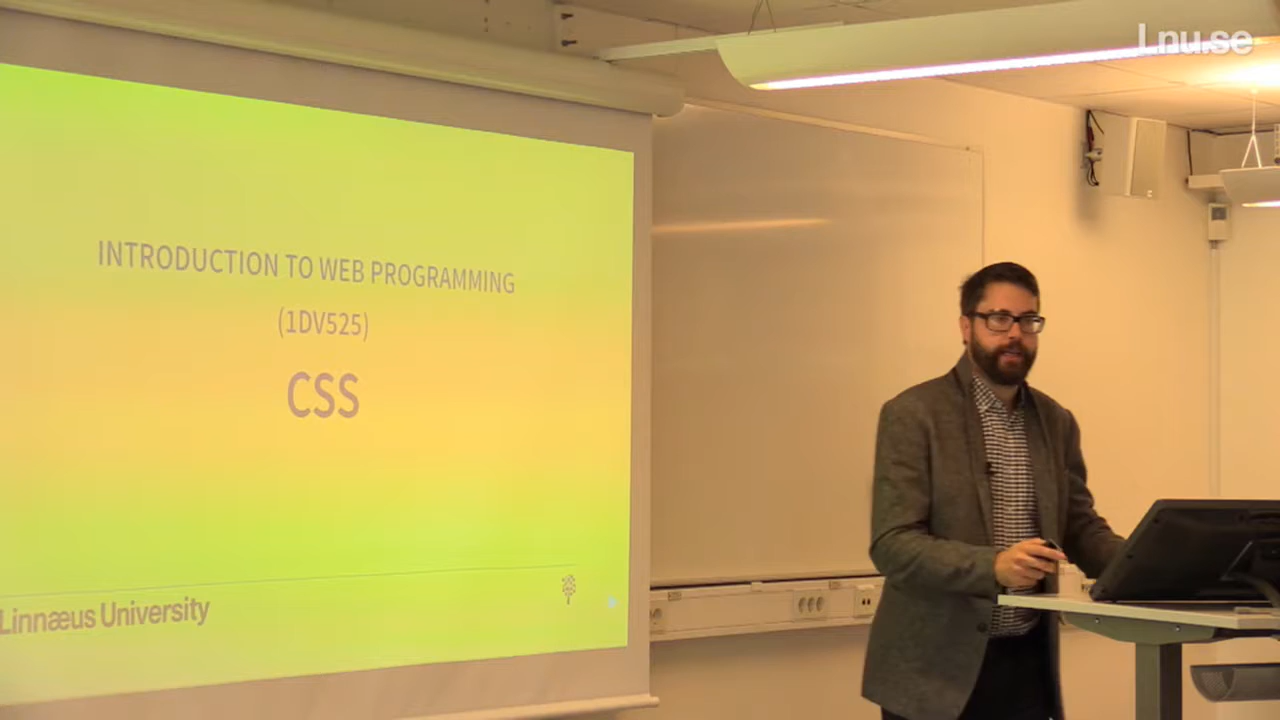 Lnu.se
INTRODUCTION TO WEB PROGRAMMING
(1DV525)
CSS
Linnæus University